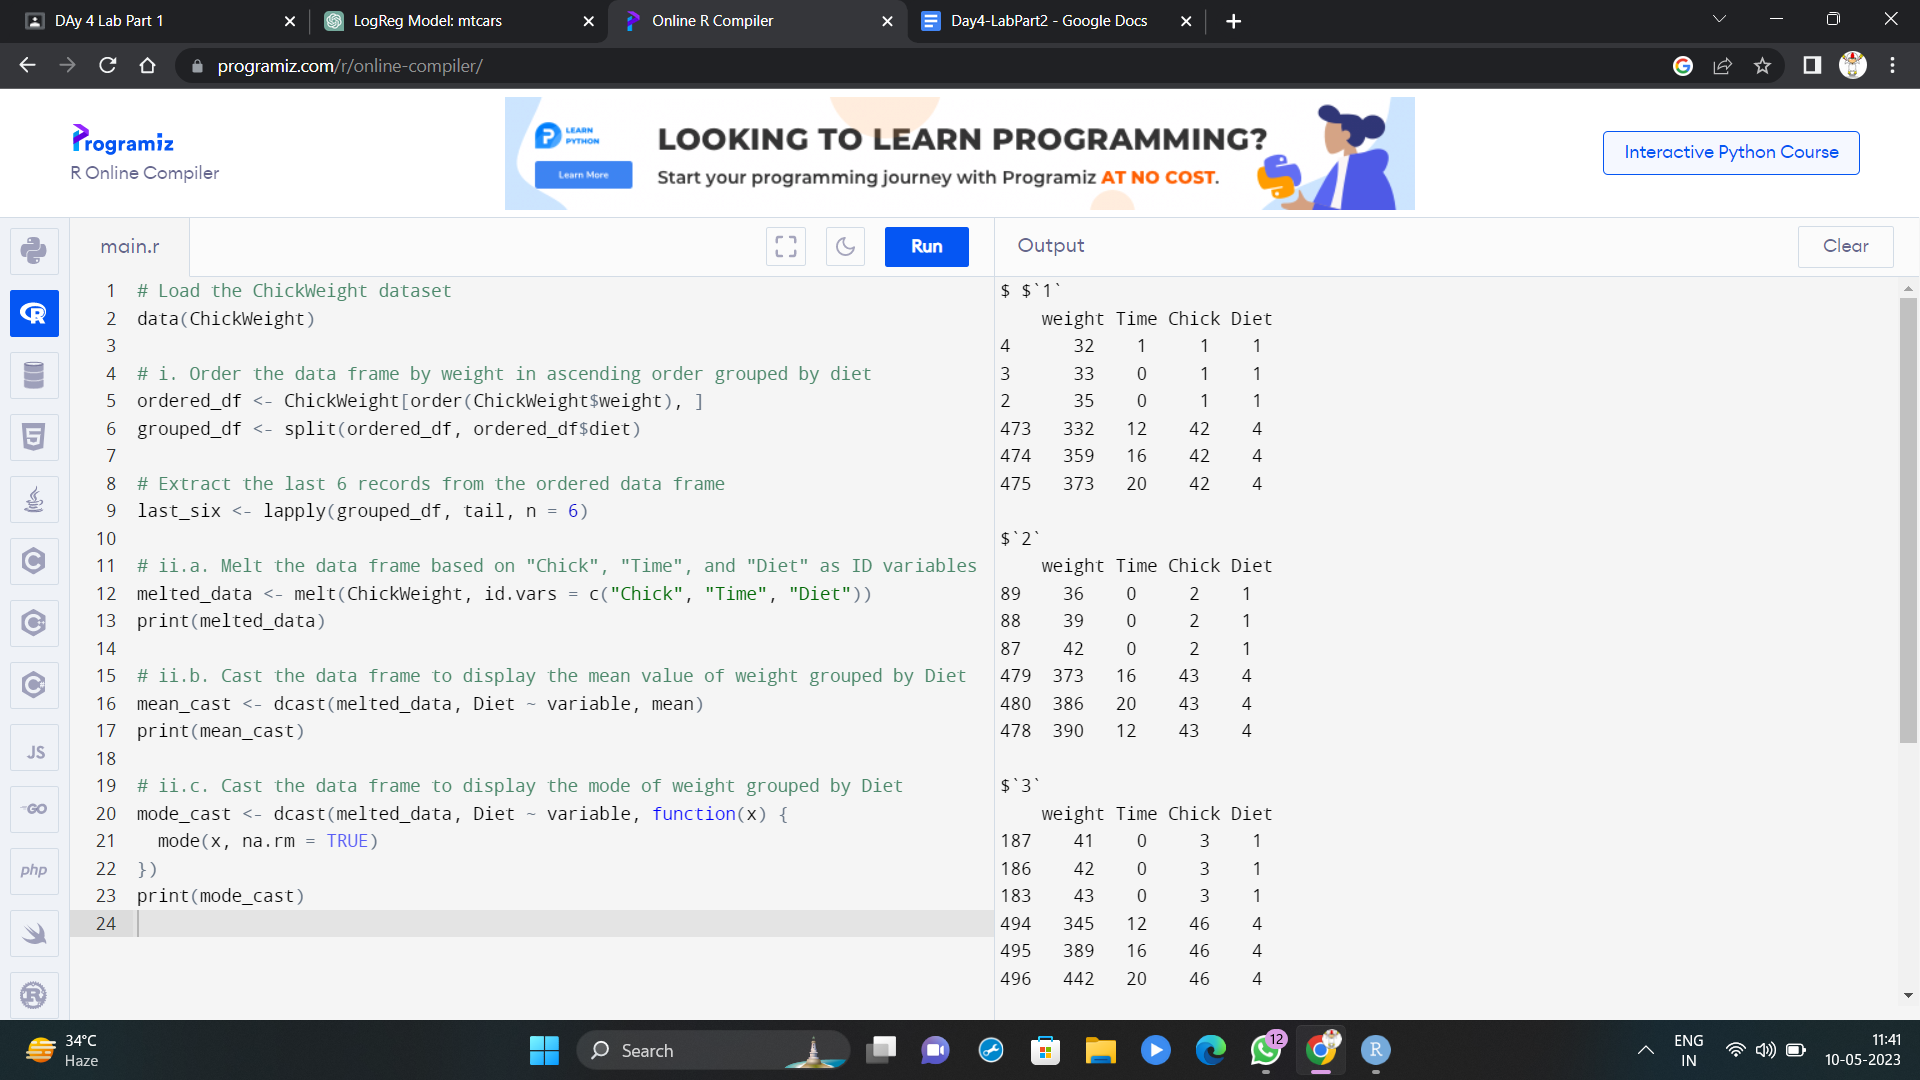 DAy 4 Lab Part 1
LogReg Model: mtcars
Online R Compiler
Day4-LabPart2 - Google Docs
programiz.com/r/online-compiler/
Programiz
R Online Compiler
LEARN
PYTHON
Learn More
LOOKING TO LEARN PROGRAMMING?
Start your programming journey with Programiz AT NO COST.
Interactive Python Course
main.r
Run
Output
Clear
1 # Load the ChickWeight dataset
2 data(ChickWeight)
3
4 # i. Order the data frame by weight in ascending order grouped by diet
5 ordered_df <- ChickWeight[order(ChickWeight$weight), ]
6 grouped_df <- split(ordered_df, ordered_df$diet)
7
8 # Extract the last 6 records from the ordered data frame
9 last_six <- lapply(grouped_df, tail, n = 6)
10
11 # ii.a. Melt the data frame based on "Chick", "Time", and "Diet" as ID variables
12 melted_data <- melt(ChickWeight, id.vars = c("Chick", "Time", "Diet"))
13 print(melted_data)
14
15 # ii.b. Cast the data frame to display the mean value of weight grouped by Diet
16 mean_cast <- dcast(melted_data, Diet ~ variable, mean)
17 print(mean_cast)
18
19 # ii.c. Cast the data frame to display the mode of weight grouped by Diet
20 mode_cast <- dcast(melted_data, Diet ~ variable, function(x) {
21   mode(x, na.rm = TRUE)
22 })
23 print(mode_cast)
24
$ $`1`
weight Time Chick Diet
4 32 1 1 1
3 33 0 1 1
2 35 0 1 1
473 332 12 42 4
474 359 16 42 4
475 373 20 42 4
$`2`
weight Time Chick Diet
89 36 0 2 1
88 39 0 2 1
87 42 0 2 1
479 373 16 43 4
480 386 20 43 4
478 390 12 43 4
$`3`
weight Time Chick Diet
187 41 0 3 1
186 42 0 3 1
183 43 0 3 1
494 345 12 46 4
495 389 16 46 4
496 442 20 46 4
JS
GO
php
34°C
Haze
Search
12
R
ENG
IN
11:41
10-05-2023